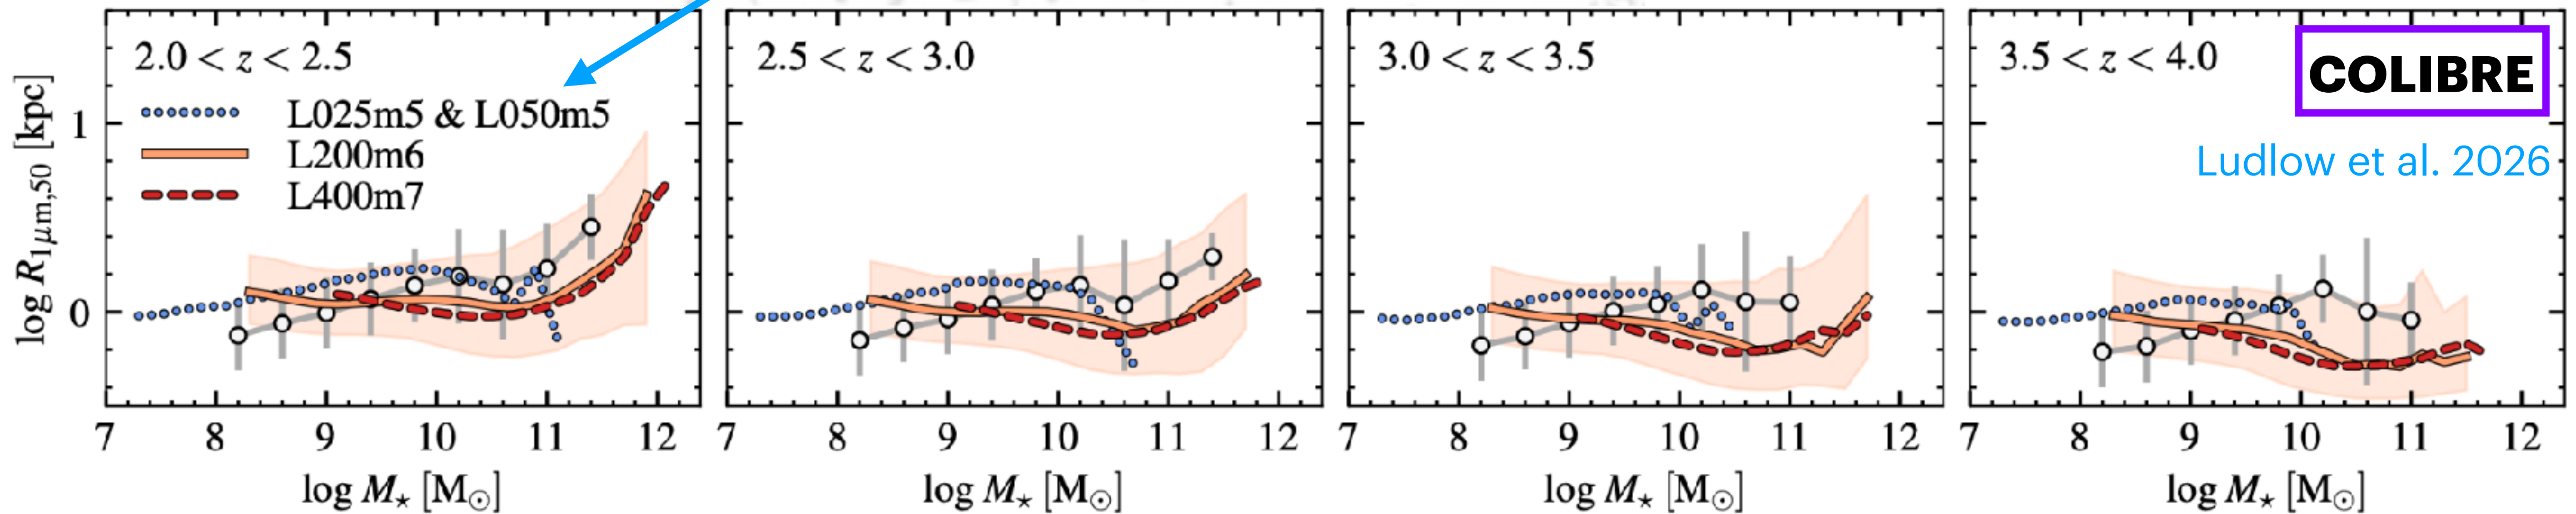 2.0 < z < 2.5
L025m5 & L050m5
L200m6
L400m7
2.5 < z < 3.0
3.0 < z < 3.5
3.5 < z < 4.0
COLIBRE
Ludlow et al. 2026
log R₁μm,₅₀ [kpc]
1
0
7 8 9 10 11 12
7 8 9 10 11 12
7 8 9 10 11 12
7 8 9 10 11 12
log M⋆ [M⊙]
log M⋆ [M⊙]
log M⋆ [M⊙]
log M⋆ [M⊙]